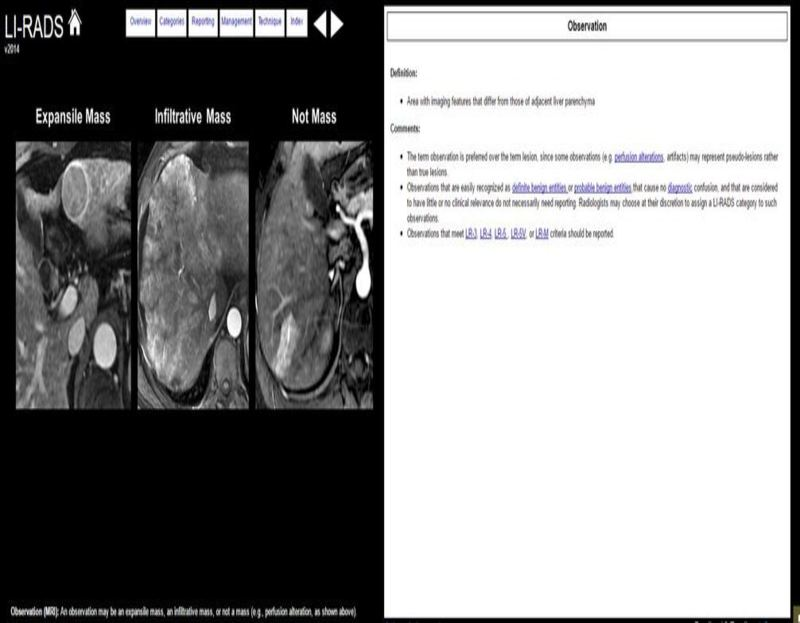 LI-RADS
v2014
Overview Categories Reporting Management Technique Index
Expansile Mass Infiltrative Mass Not Mass
Observation (MRI): An observation may be an expansile mass, an infiltrative mass, or not a mass (e.g., perfusion alteration, as shown above)
Observation
Definition:
• Area with imaging features that differ from those of adjacent liver parenchyma
Comments:
• The term observation is preferred over the term lesion, since some observations (e.g. perfusion alterations, artifacts) may represent pseudo-lesions rather
than true lesions.
• Observations that are easily recognized as definite benign entities or probable benign entities that cause no diagnostic confusion, and that are considered
to have little or no clinical relevance do not necessarily need reporting. Radiologists may choose at their discretion to assign a LI-RADS category to such
observations.
• Observations that meet LR-3, LR-4, LR-5, LR-5V, or LR-M criteria should be reported.